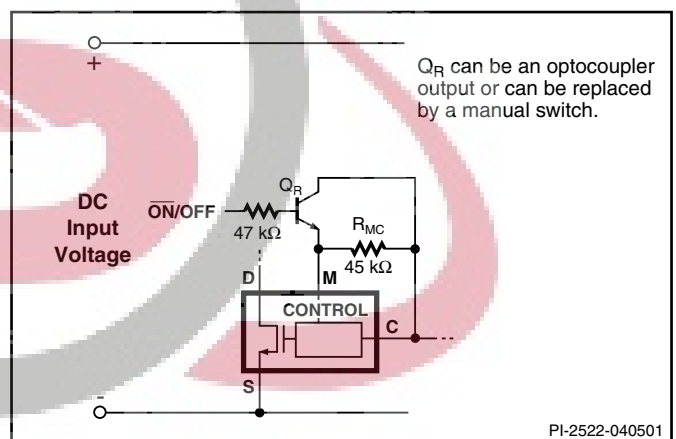 +
Q_R can be an optocoupler
output or can be replaced
by a manual switch.
DC
Input
Voltage
Q_R
O̅N̅/OFF
47 kΩ
R_MC
45 kΩ
D
M
CONTROL
C
S
-
PI-2522-040501